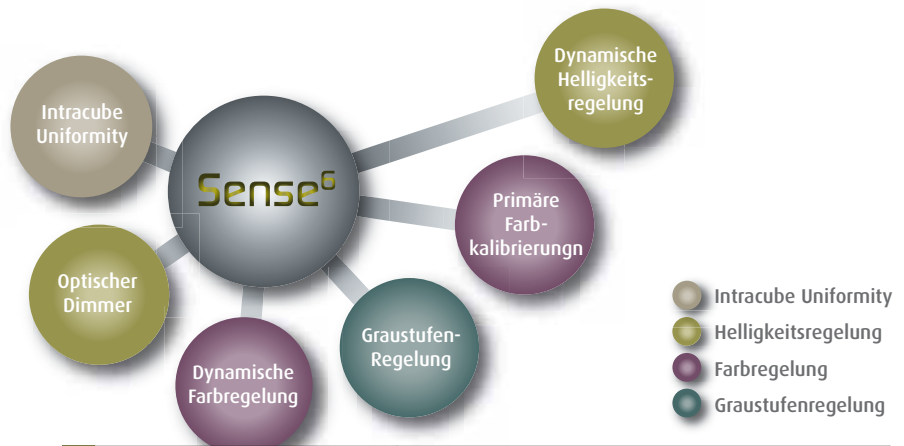 Dynamische
Helligkeits-
regelung
Intracube
Uniformity
Sense⁶
Primäre
Farb-
kalibrierungn
Optischer
Dimmer
Graustufen-
Regelung
Dynamische
Farbregelung
Intracube Uniformity
Helligkeitsregelung
Farbregelung
Graustufenregelung